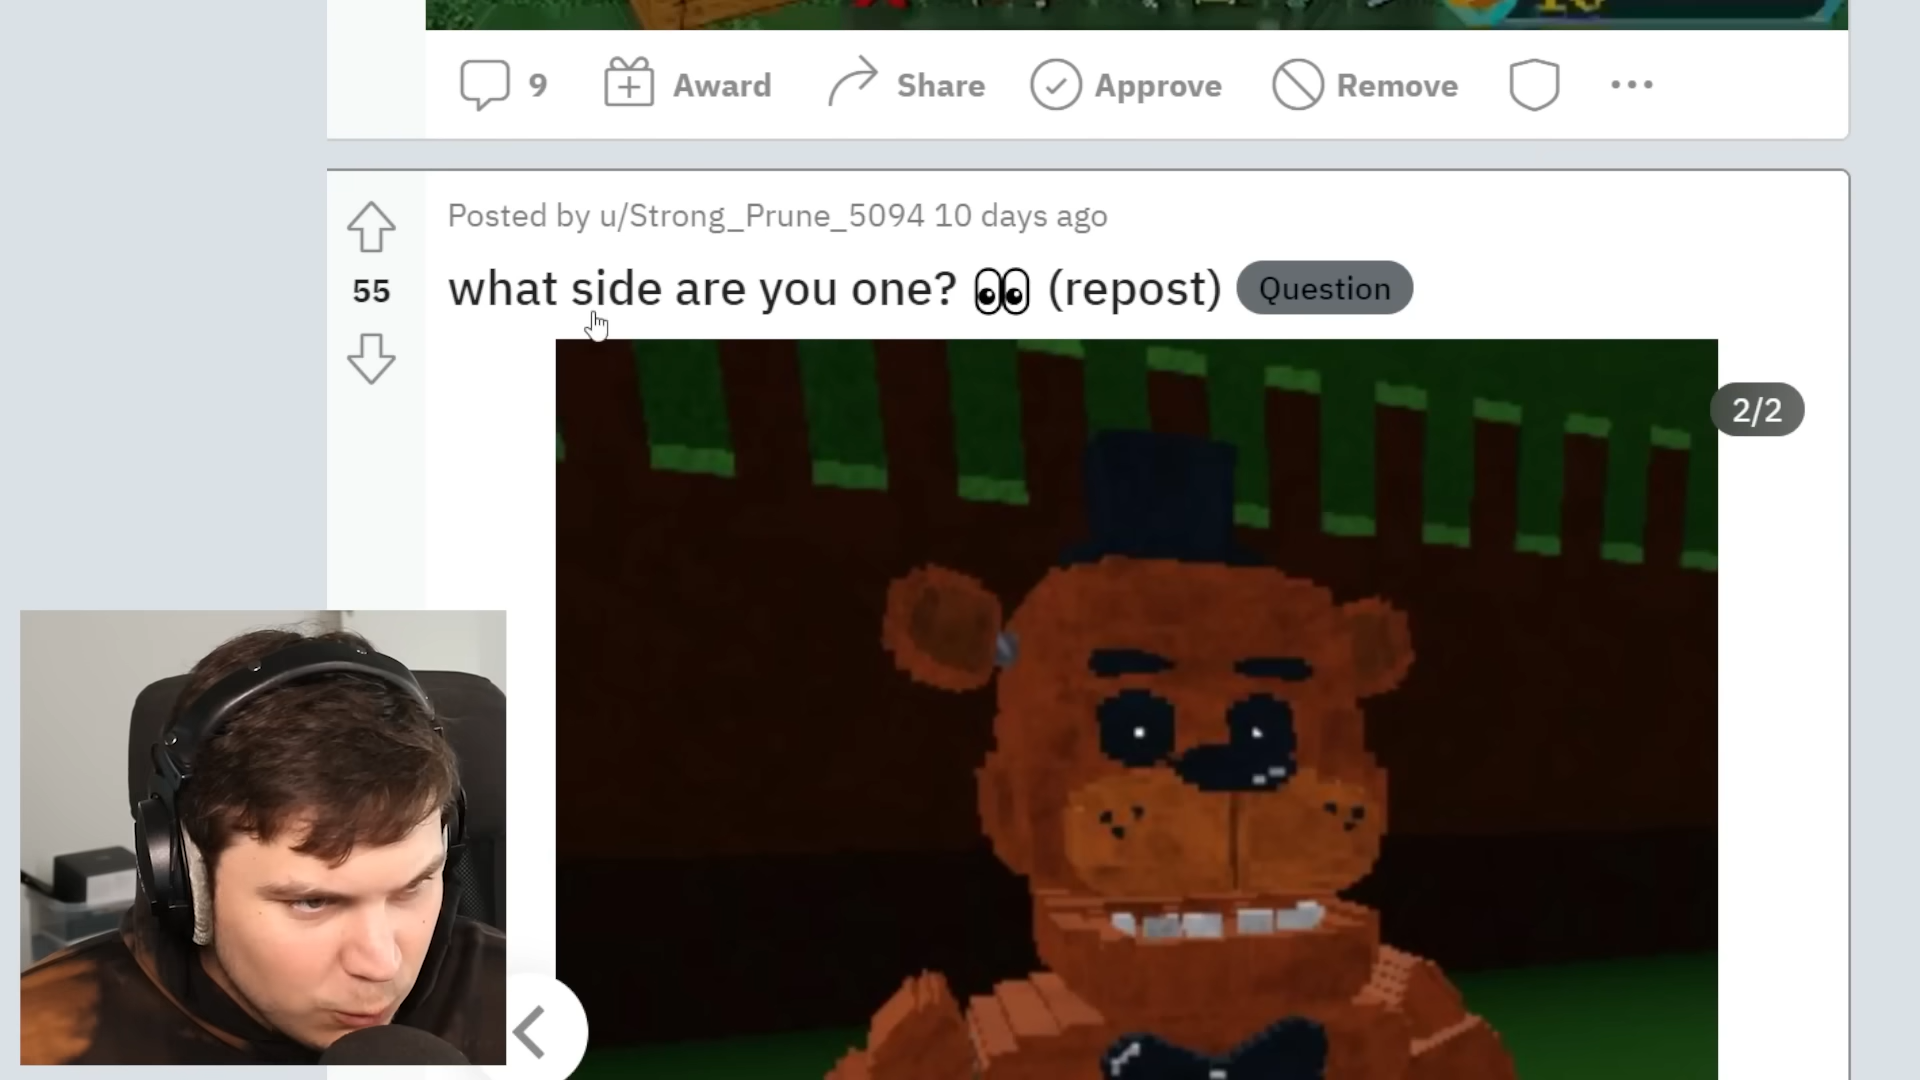 9 Award Share Approve Remove
Posted by u/Strong_Prune_5094 10 days ago
55
what side are you one? 👀 (repost) Question
2/2